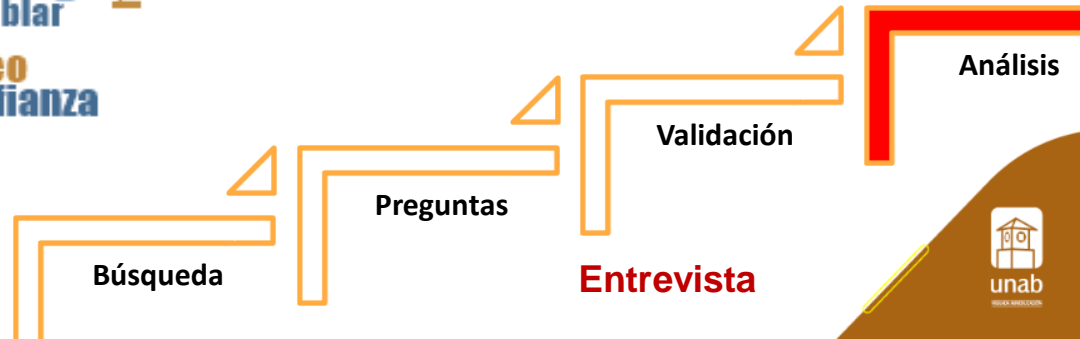 blar
fianza
Análisis
Validación
Preguntas
Búsqueda
Entrevista
unab